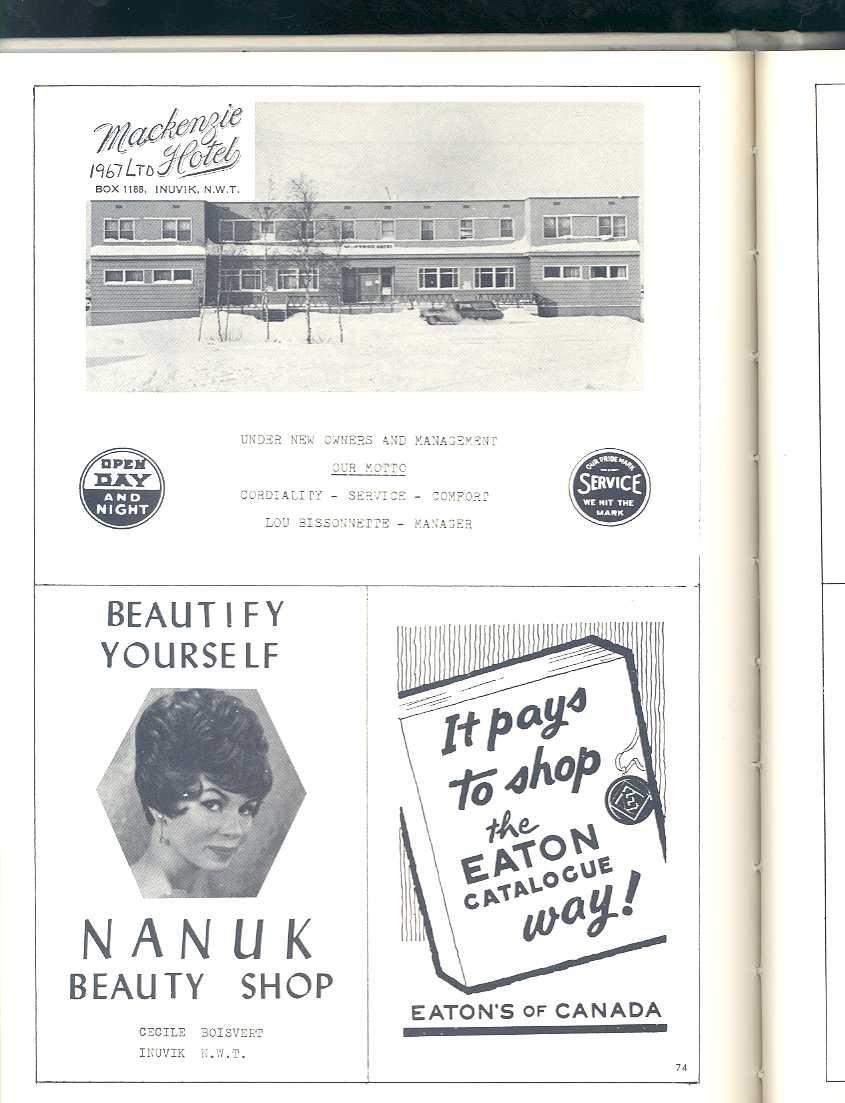 Mackenzie
1967 LTD Hotel
BOX 1188, INUVIK, N.W.T.
MACKENZIE HOTEL
UNDER NEW OWNERS AND MANAGEMENT
OUR MOTTO
CORDIALITY - SERVICE - COMFORT
LOU BISSONNETTE - MANAGER
OPEN
DAY
AND
NIGHT
OUR PRIDE MARK
SERVICE
WE HIT THE
MARK
BEAUTIFY
YOURSELF
NANUK
BEAUTY SHOP
CECILE BOISVERT
INUVIK N.W.T.
It pays
to shop
the
EATON
CATALOGUE
way!
E
EATON'S OF CANADA
74